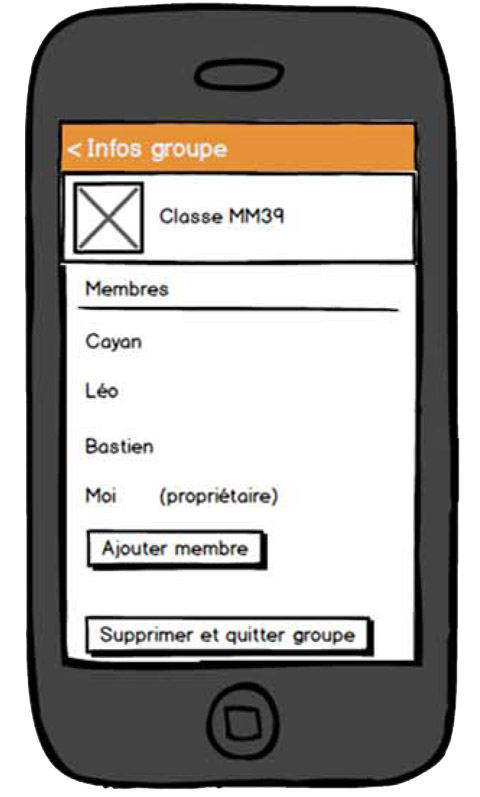 < Infos groupe
Classe MM39
Membres
Cayan
Léo
Bastien
Moi (propriétaire)
Ajouter membre
Supprimer et quitter groupe